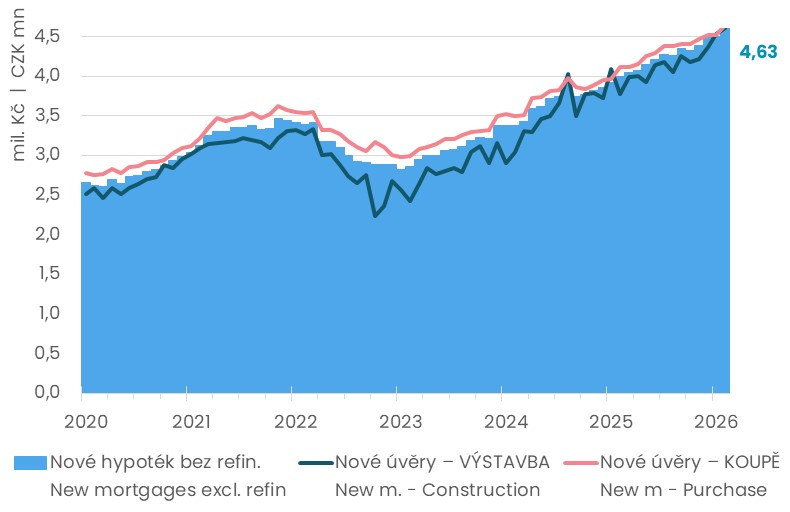 mil. Kč | CZK mn
4,5
4,0
3,5
3,0
2,5
2,0
1,5
1,0
0,5
0,0
4,63
2020 2021 2022 2023 2024 2025 2026
Nové hypoték bez refin. Nové úvěry – VÝSTAVBA Nové úvěry – KOUPĚ
New mortgages excl. refin New m. - Construction New m - Purchase